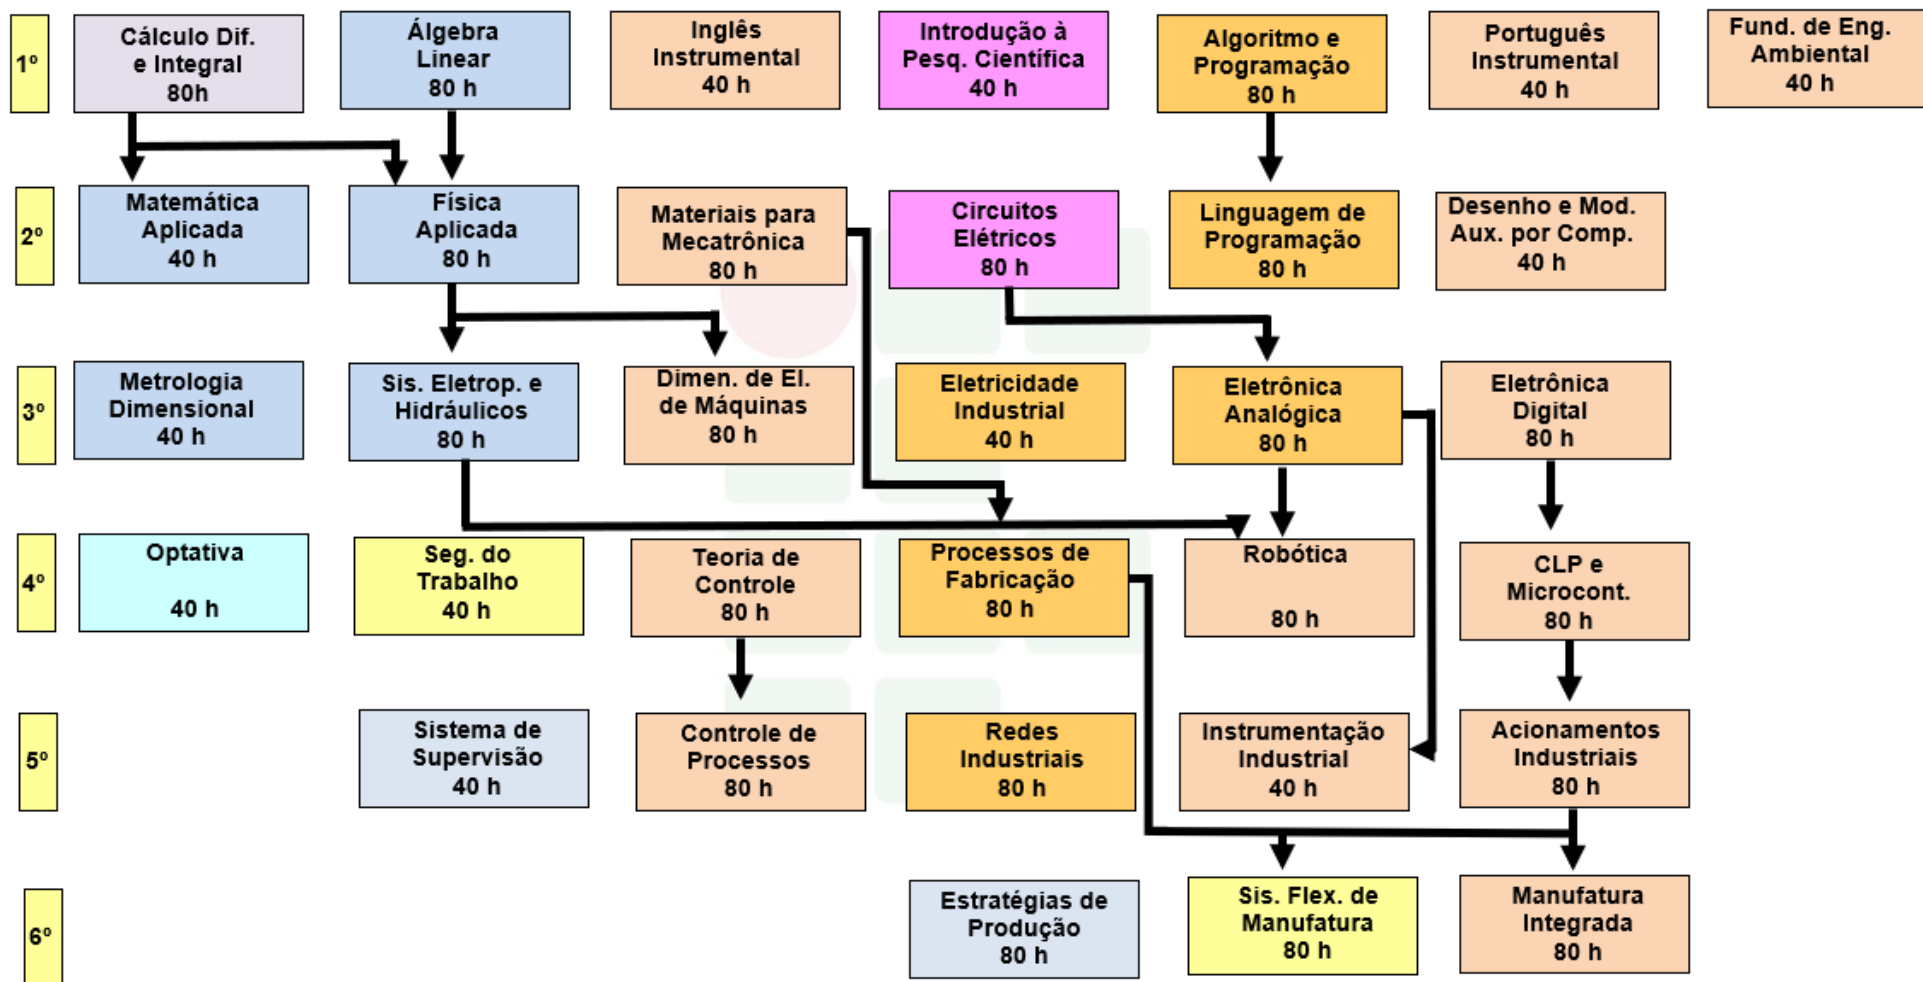 1º
Cálculo Dif.
e Integral
80h
Álgebra
Linear
80 h
Inglês
Instrumental
40 h
Introdução à
Pesq. Científica
40 h
Algoritmo e
Programação
80 h
Português
Instrumental
40 h
Fund. de Eng.
Ambiental
40 h
2º
Matemática
Aplicada
40 h
Física
Aplicada
80 h
Materiais para
Mecatrônica
80 h
Circuitos
Elétricos
80 h
Linguagem de
Programação
80 h
Desenho e Mod.
Aux. por Comp.
40 h
3º
Metrologia
Dimensional
40 h
Sis. Eletrop. e
Hidráulicos
80 h
Dimen. de El.
de Máquinas
80 h
Eletricidade
Industrial
40 h
Eletrônica
Analógica
80 h
Eletrônica
Digital
80 h
4º
Optativa
40 h
Seg. do
Trabalho
40 h
Teoria de
Controle
80 h
Processos de
Fabricação
80 h
Robótica
80 h
CLP e
Microcont.
80 h
5º
Sistema de
Supervisão
40 h
Controle de
Processos
80 h
Redes
Industriais
80 h
Instrumentação
Industrial
40 h
Acionamentos
Industriais
80 h
6º
Estratégias de
Produção
80 h
Sis. Flex. de
Manufatura
80 h
Manufatura
Integrada
80 h